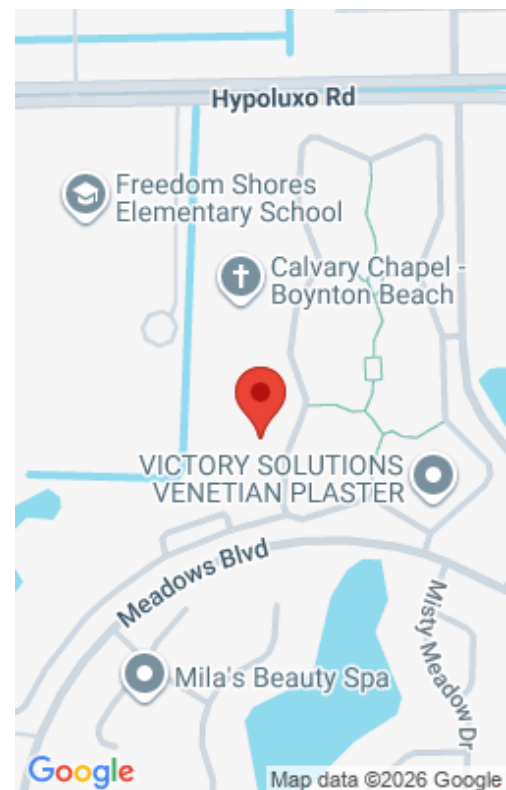 Hypoluxo Rd
Freedom Shores
Elementary School
Calvary Chapel -
Boynton Beach
VICTORY SOLUTIONS
VENETIAN PLASTER
Meadows Blvd
Misty Meadow Dr
Mila's Beauty Spa
Google
Map data ©2026 Google